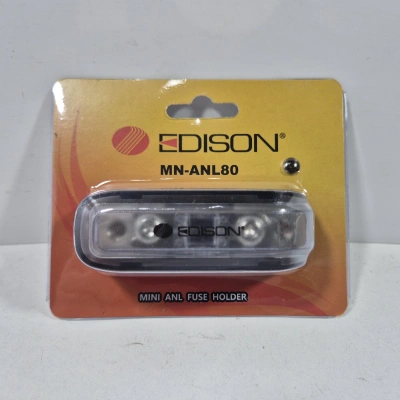 EDISON®
MN-ANL80
EDISON
MINI ANL FUSE HOLDER